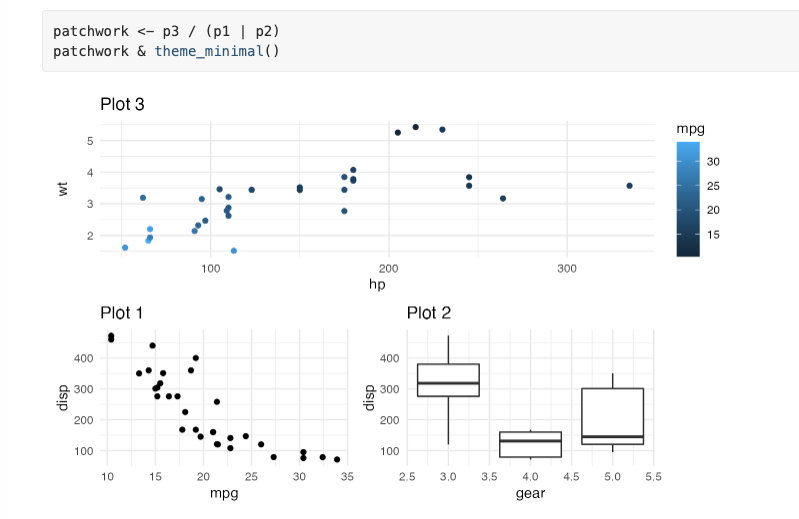 patchwork <- p3 / (p1 | p2)
patchwork & theme_minimal()
Plot 3
mpg
30
25
20
15
wt
5
4
3
2
100 200 300
hp
Plot 1
disp
400
300
200
100
10 15 20 25 30 35
mpg
Plot 2
disp
400
300
200
100
2.5 3.0 3.5 4.0 4.5 5.0 5.5
gear